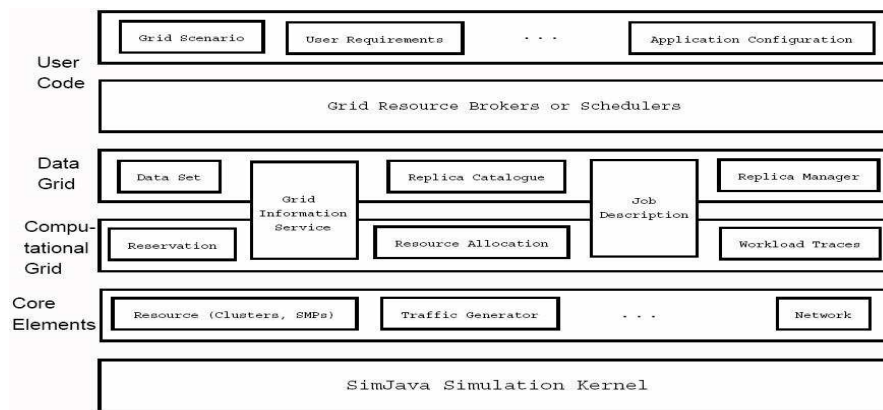 Grid Scenario
User Requirements
. . .
Application Configuration
User
Code
Grid Resource Brokers or Schedulers
Data
Grid
Data Set
Grid
Information
Service
Replica Catalogue
Job
Description
Replica Manager
Compu-
tational
Grid
Reservation
Resource Allocation
Workload Traces
Core
Elements
Resource (Clusters, SMPs)
Traffic Generator
. . .
Network
SimJava Simulation Kernel